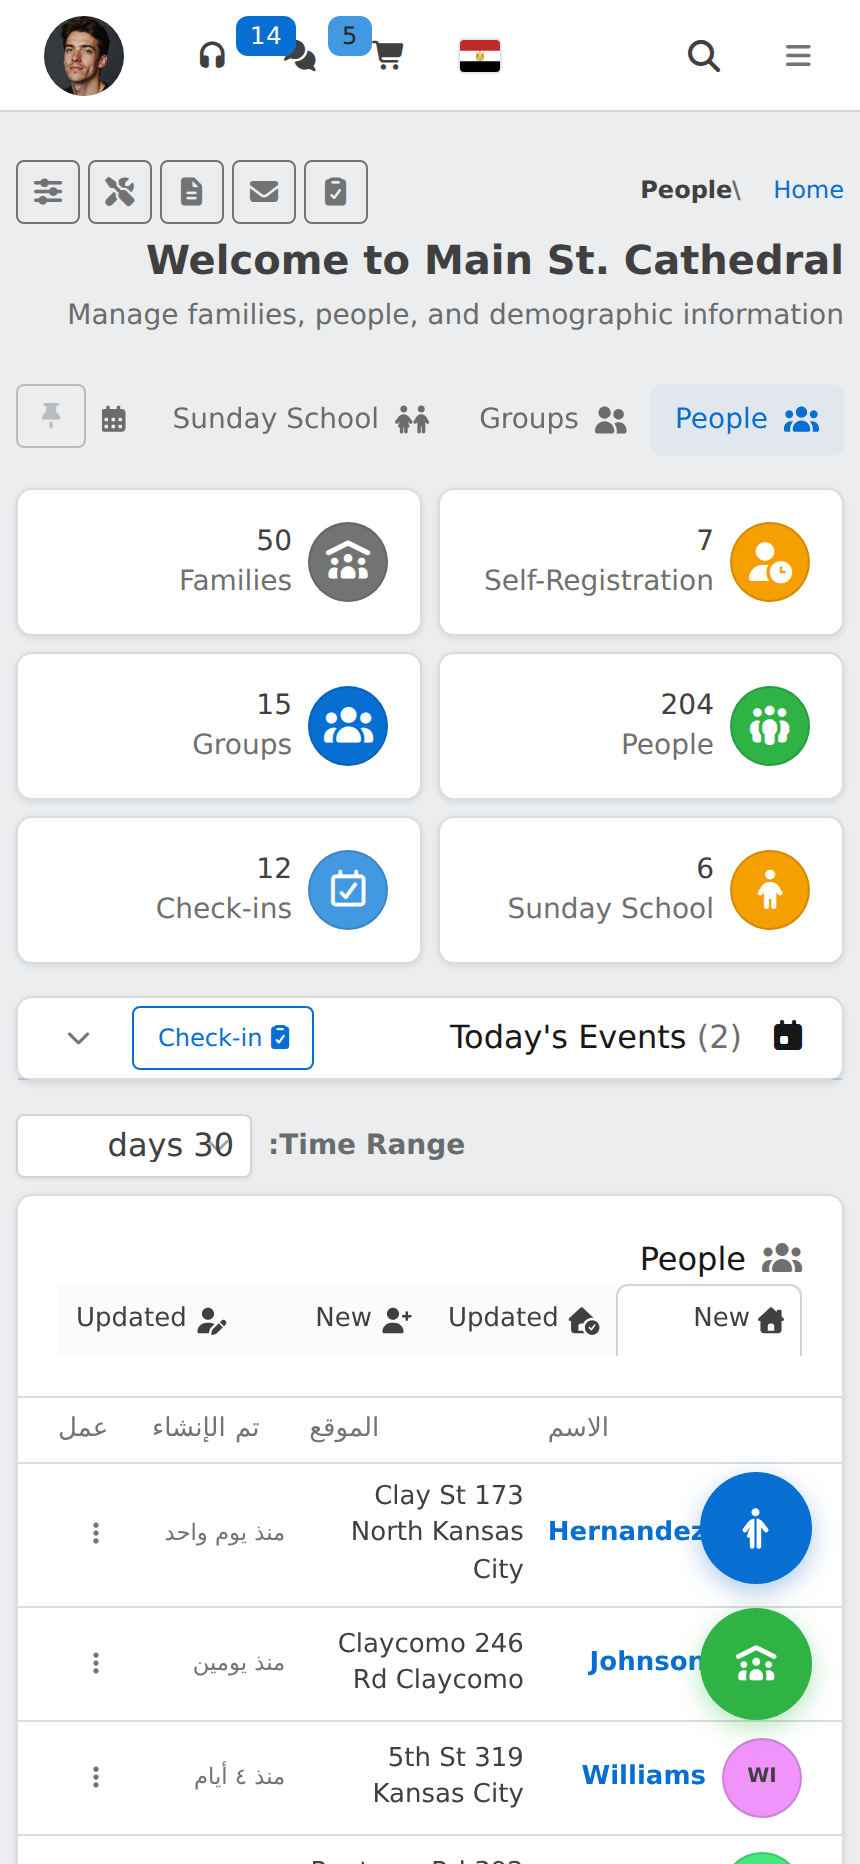 14
5
Home
People\
Welcome to Main St. Cathedral
Manage families, people, and demographic information
People
Groups
Sunday School
7
Self-Registration
50
Families
204
People
15
Groups
6
Sunday School
12
Check-ins
Today's Events (2)
Check-in
:Time Range
days 30
People
New
Updated
New
Updated
الاسم
الموقع
تم الإنشاء
عمل
Hernandez
Clay St 173
North Kansas
City
منذ يوم واحد
Johnson
Claycomo 246
Rd Claycomo
منذ يومين
WI
Williams
5th St 319
Kansas City
منذ ٤ أيام